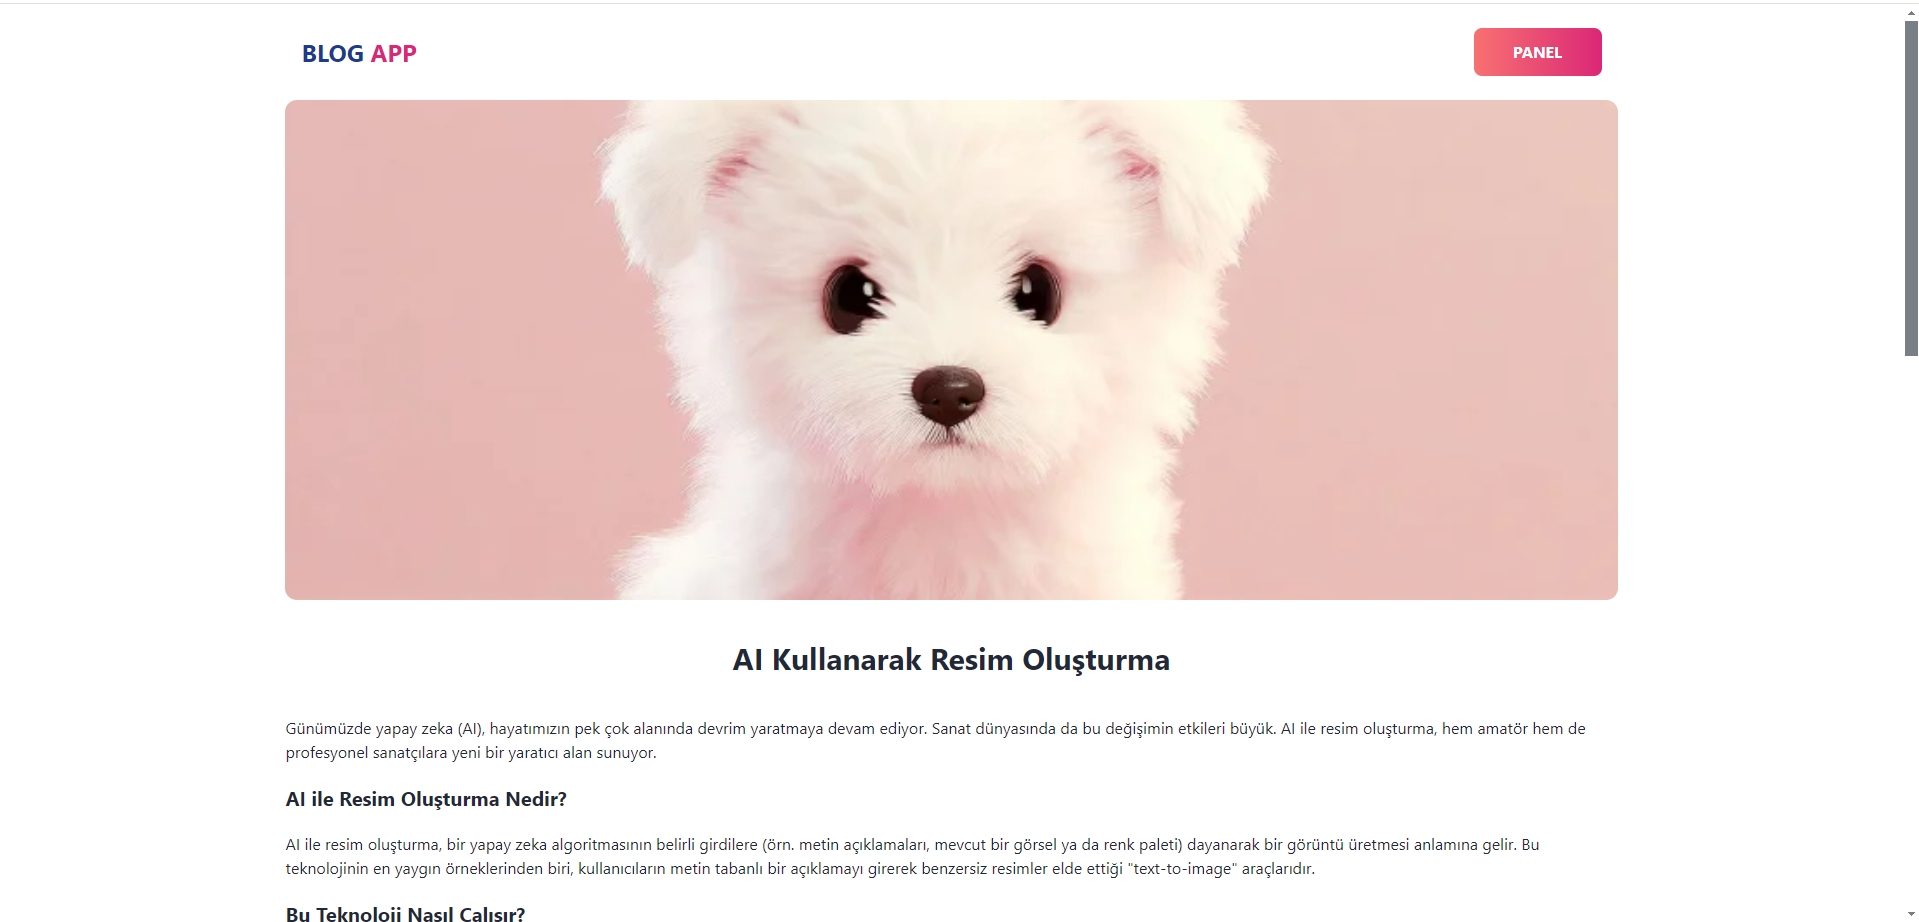 BLOG APP
PANEL
AI Kullanarak Resim Oluşturma
Günümüzde yapay zeka (AI), hayatımızın pek çok alanında devrim yaratmaya devam ediyor. Sanat dünyasında da bu değişimin etkileri büyük. AI ile resim oluşturma, hem amatör hem de
profesyonel sanatçılara yeni bir yaratıcı alan sunuyor.
AI ile Resim Oluşturma Nedir?
AI ile resim oluşturma, bir yapay zeka algoritmasının belirli girdilere (örn. metin açıklamaları, mevcut bir görsel ya da renk paleti) dayanarak bir görüntü üretmesi anlamına gelir. Bu
teknolojinin en yaygın örneklerinden biri, kullanıcıların metin tabanlı bir açıklamayı girerek benzersiz resimler elde ettiği "text-to-image" araçlarıdır.
Bu Teknoloji Nasıl Çalışır?